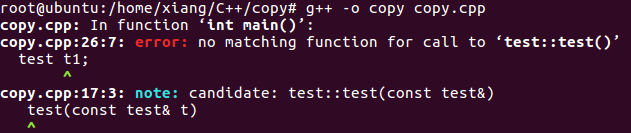 root@ubuntu:/home/xiang/C++/copy# g++ -o copy copy.cpp
copy.cpp: In function ‘int main()’:
copy.cpp:26:7: error: no matching function for call to ‘test::test()’
  test t1;
       ^
copy.cpp:17:3: note: candidate: test::test(const test&)
   test(const test& t)
   ^